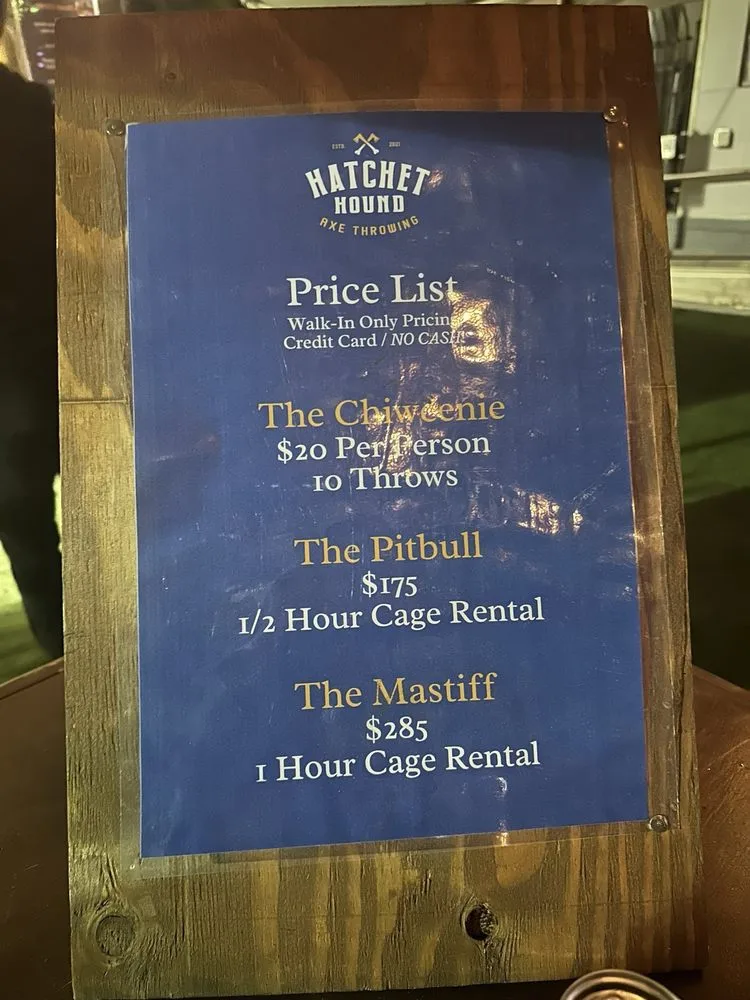 ESTD. 2021
HATCHET
HOUND
AXE THROWING
Price List
Walk-In Only Pricing
Credit Card / NO CASH
The Chiweenie
$20 Per Person
10 Throws
The Pitbull
$175
1/2 Hour Cage Rental
The Mastiff
$285
1 Hour Cage Rental